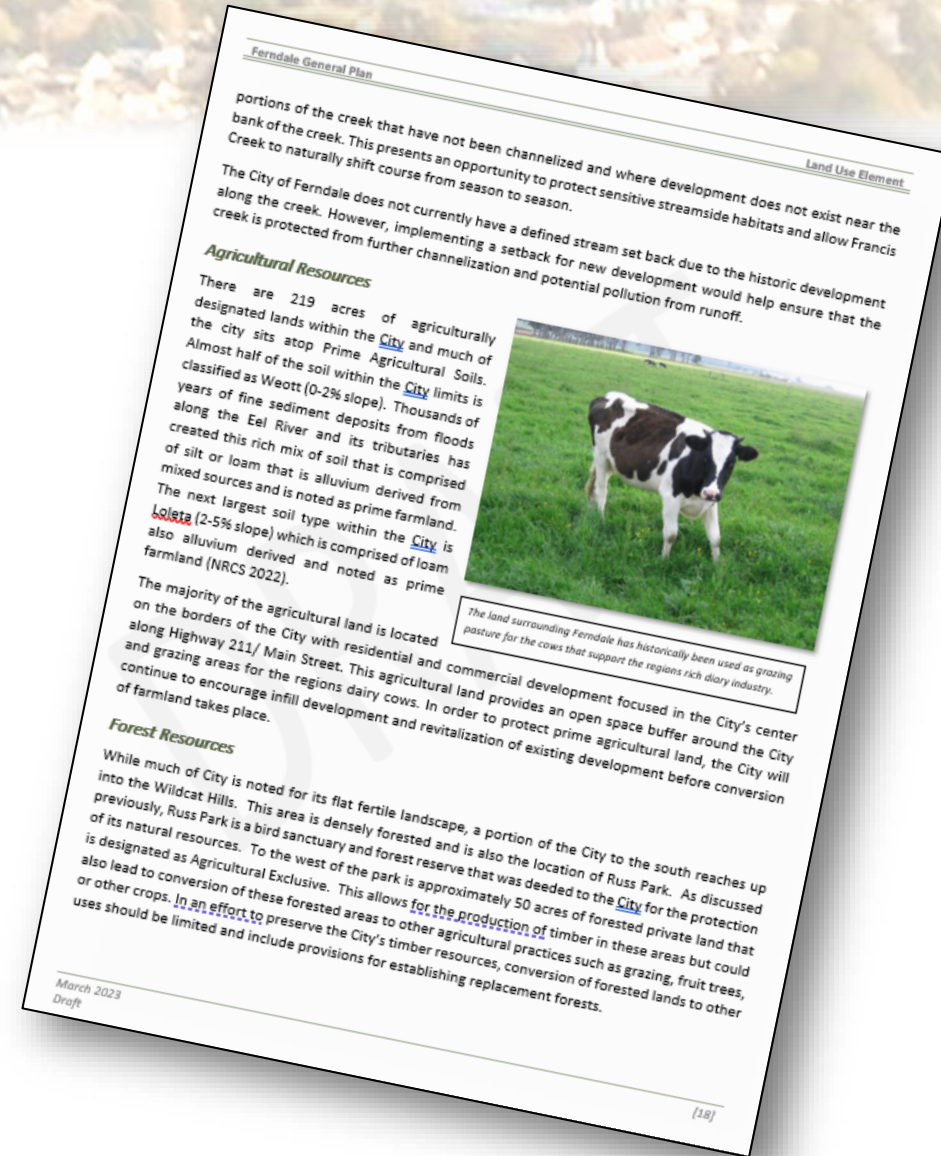 Ferndale General Plan
Land Use Element
portions of the creek that have not been channelized and where development does not exist near the
bank of the creek. This presents an opportunity to protect sensitive streamside habitats and allow Francis
Creek to naturally shift course from season to season.
The City of Ferndale does not currently have a defined stream set back due to the historic development
along the creek. However, implementing a setback for new development would help ensure that the
creek is protected from further channelization and potential pollution from runoff.
Agricultural Resources
There are 219 acres of agriculturally
designated lands within the City and much of
the city sits atop Prime Agricultural Soils.
Almost half of the soil within the City limits is
classified as Weott (0-2% slope). Thousands of
years of fine sediment deposits from floods
along the Eel River and its tributaries has
created this rich mix of soil that is comprised
of silt or loam that is alluvium derived from
mixed sources and is noted as prime farmland.
The next largest soil type within the City is
Loleta (2-5% slope) which is comprised of loam
also alluvium derived and noted as prime
farmland (NRCS 2022).
The land surrounding Ferndale has historically been used as grazing
pasture for the cows that support the regions rich diary industry.
The majority of the agricultural land is located
on the borders of the City with residential and commercial development focused in the City's center
along Highway 211/ Main Street. This agricultural land provides an open space buffer around the City
and grazing areas for the regions dairy cows. In order to protect prime agricultural land, the City will
continue to encourage infill development and revitalization of existing development before conversion
of farmland takes place.
Forest Resources
While much of City is noted for its flat fertile landscape, a portion of the City to the south reaches up
into the Wildcat Hills. This area is densely forested and is also the location of Russ Park. As discussed
previously, Russ Park is a bird sanctuary and forest reserve that was deeded to the City for the protection
of its natural resources. To the west of the park is approximately 50 acres of forested private land that
is designated as Agricultural Exclusive. This allows for the production of timber in these areas but could
also lead to conversion of these forested areas to other agricultural practices such as grazing, fruit trees,
or other crops. In an effort to preserve the City's timber resources, conversion of forested lands to other
uses should be limited and include provisions for establishing replacement forests.
March 2023
Draft
[18]
DRAFT